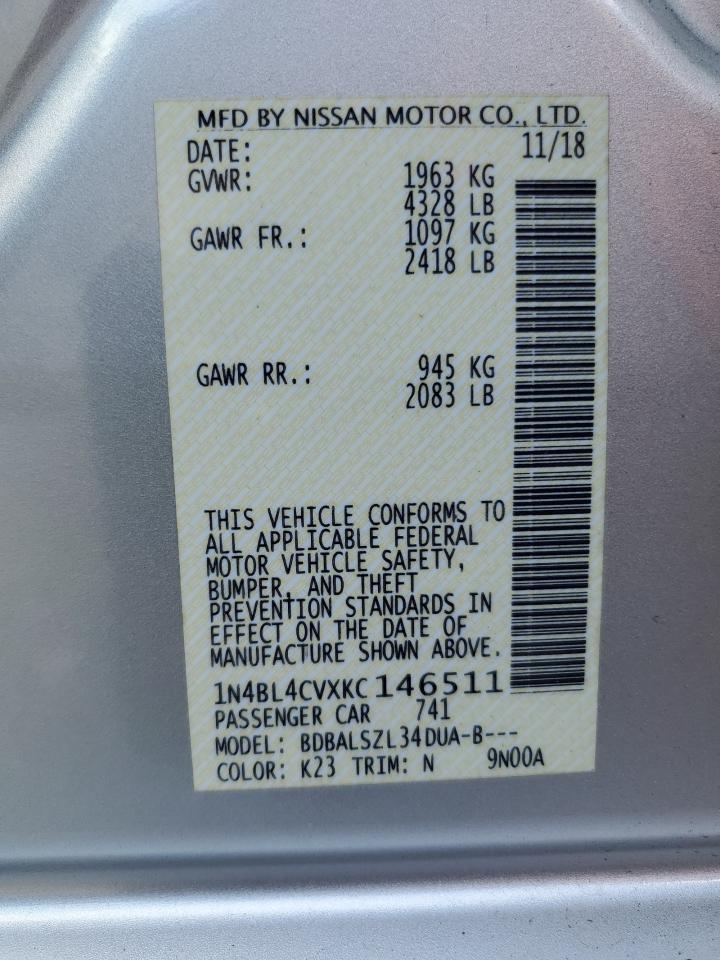 MFD BY NISSAN MOTOR CO., LTD.
DATE: 11/18
GVWR: 1963 KG
4328 LB
GAWR FR.: 1097 KG
2418 LB
GAWR RR.: 945 KG
2083 LB
THIS VEHICLE CONFORMS TO
ALL APPLICABLE FEDERAL
MOTOR VEHICLE SAFETY,
BUMPER, AND THEFT
PREVENTION STANDARDS IN
EFFECT ON THE DATE OF
MANUFACTURE SHOWN ABOVE.
1N4BL4CVXKC 146511
PASSENGER CAR 741
MODEL: BDBALSZL34DUA-B---
COLOR: K23 TRIM: N 9N00A